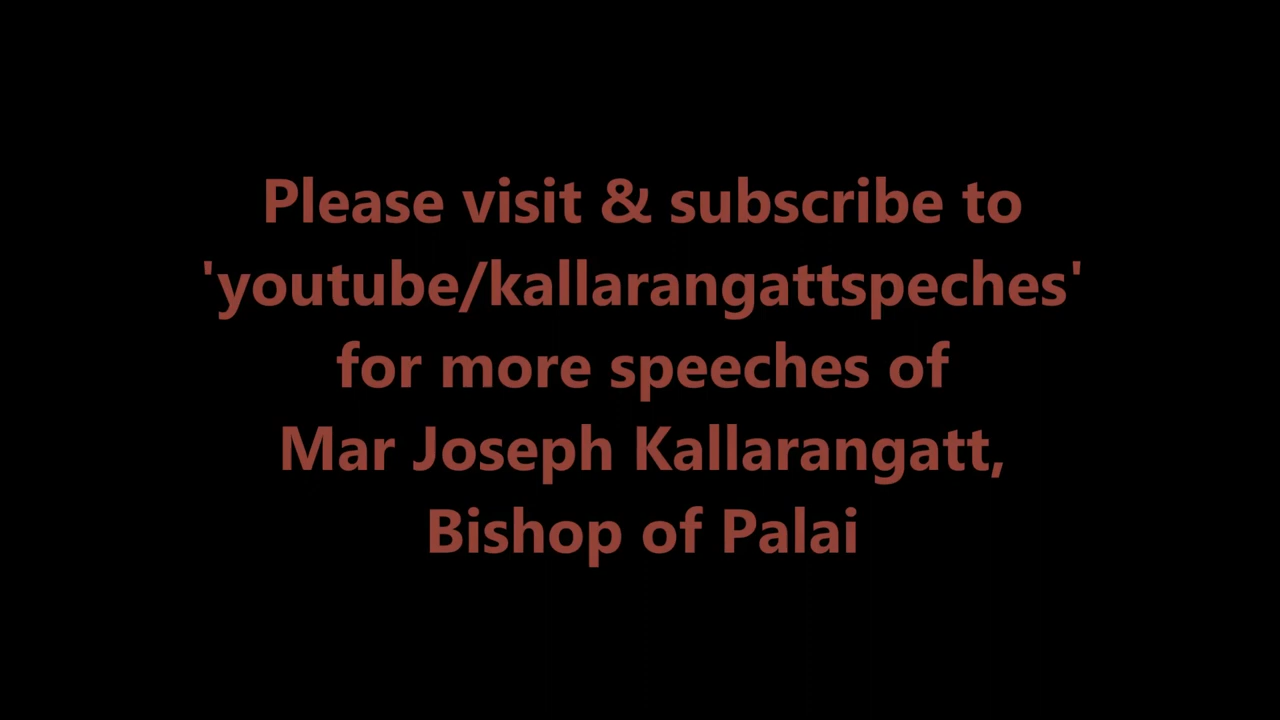 Please visit & subscribe to
'youtube/kallarangattspeches'
for more speeches of
Mar Joseph Kallarangatt,
Bishop of Palai